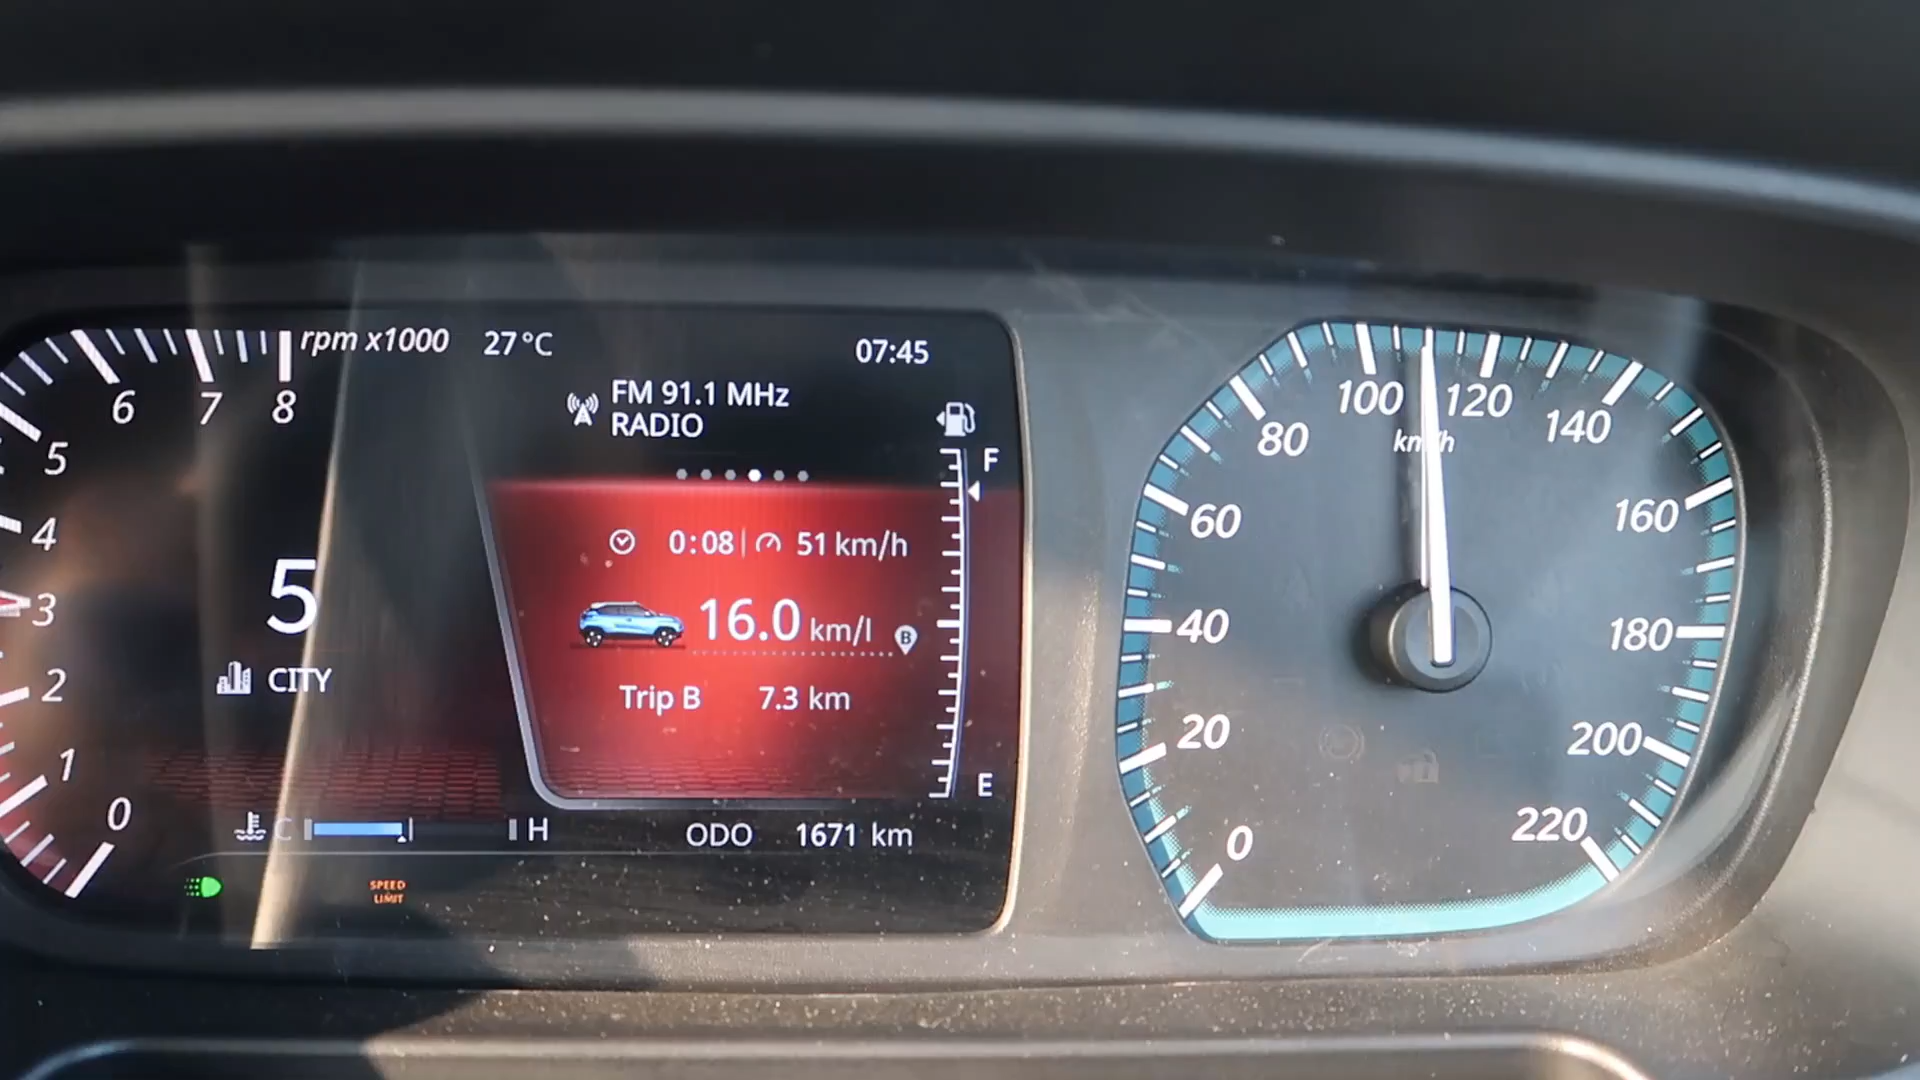 rpm x1000
27°C
07:45
FM 91.1 MHz
RADIO
0 1 2 3 4 5 6 7 8
5
CITY
0:08 51 km/h
16.0 km/l
B
Trip B 7.3 km
F
E
C H
ODO 1671 km
SPEED
LIMIT
0 20 40 60 80 100 120 140 160 180 200 220
km/h